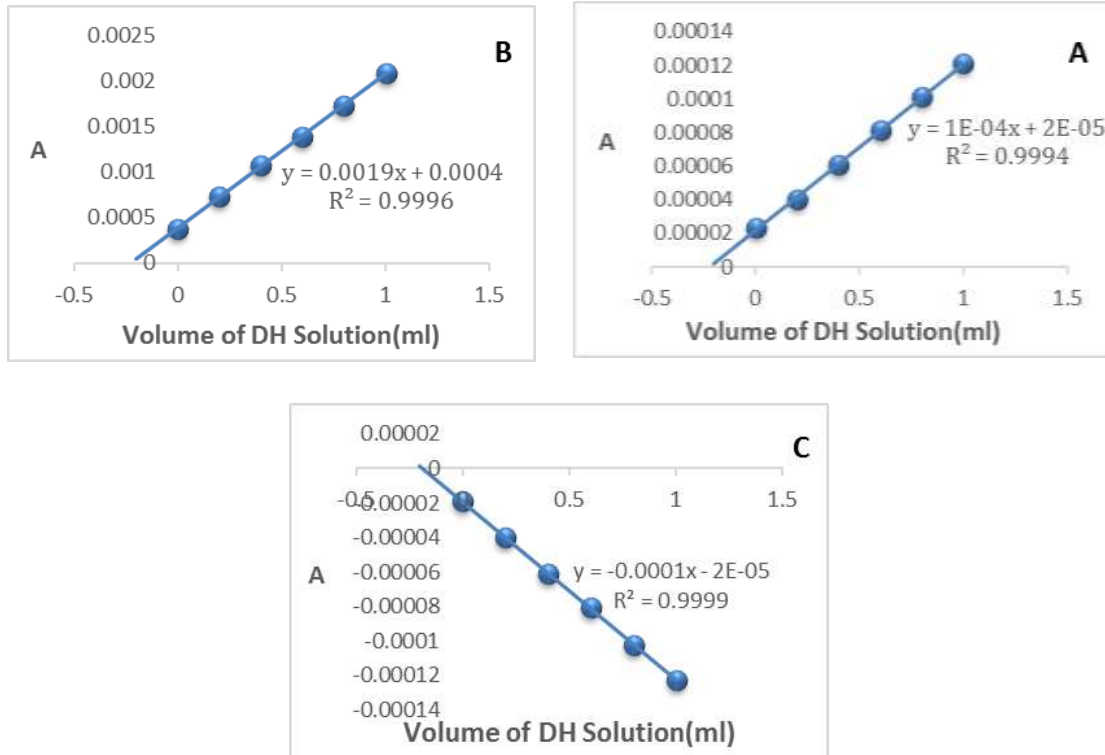 B
0.0025
0.002
0.0015
A
0.001
y = 0.0019x + 0.0004
R² = 0.9996
0.0005
0
-0.5 0 0.5 1 1.5
Volume of DH Solution(ml)
A
0.00014
0.00012
0.0001
0.00008
A
y = 1E-04x + 2E-05
R² = 0.9994
0.00006
0.00004
0.00002
0
-0.5 0 0.5 1 1.5
Volume of DH Solution(ml)
C
0.00002
0
-0.5 0.5 1 1.5
-0.00002
-0.00004
-0.00006
A
y = -0.0001x - 2E-05
R² = 0.9999
-0.00008
-0.0001
-0.00012
-0.00014
Volume of DH Solution(ml)